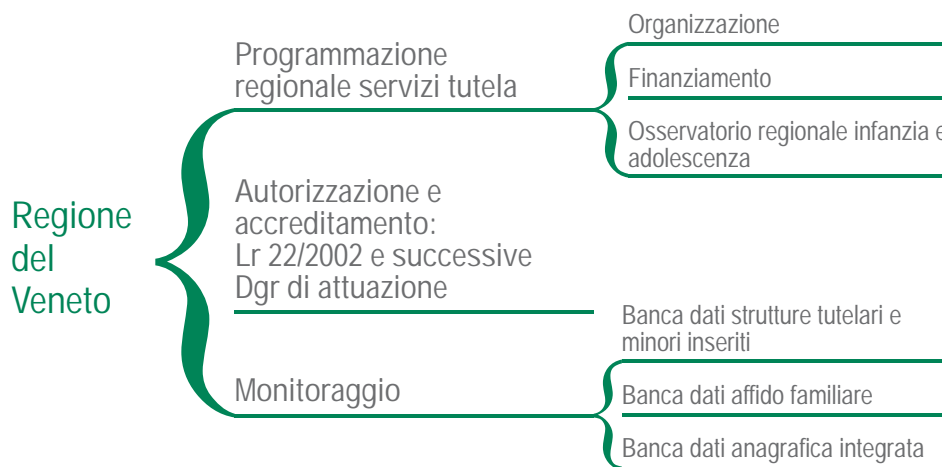 Regione
del
Veneto
Programmazione
regionale servizi tutela
Organizzazione
Finanziamento
Osservatorio regionale infanzia e
adolescenza
Autorizzazione e
accreditamento:
Lr 22/2002 e successive
Dgr di attuazione
Monitoraggio
Banca dati strutture tutelari e
minori inseriti
Banca dati affido familiare
Banca dati anagrafica integrata